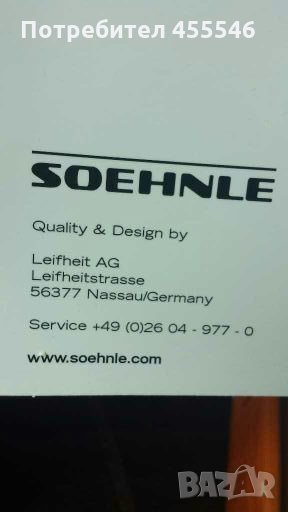 Потребител 455546
SOEHNLE
Quality & Design by
Leifheit AG
Leifheitstrasse
56377 Nassau/Germany
Service +49 (0)26 04 - 977 - 0
www.soehnle.com
BAZAR